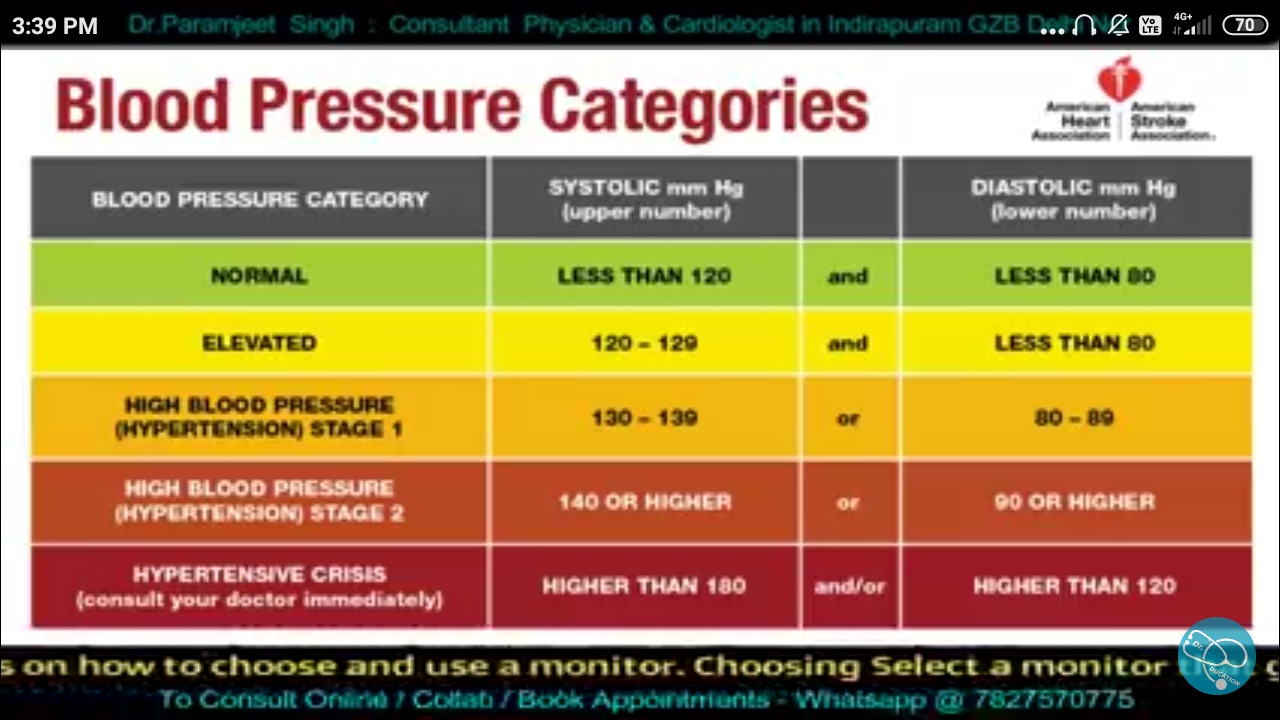 Dr.Paramjeet Singh : Consultant Physician & Cardiologist in Indirapuram GZB
3:39 PM
Vo LTE
4G+
70
Blood Pressure Categories
American Heart Association
American Stroke Association.
BLOOD PRESSURE CATEGORY
SYSTOLIC mm Hg
(upper number)
DIASTOLIC mm Hg
(lower number)
NORMAL
LESS THAN 120
and
LESS THAN 80
ELEVATED
120 – 129
and
LESS THAN 80
HIGH BLOOD PRESSURE
(HYPERTENSION) STAGE 1
130 – 139
or
80 – 89
HIGH BLOOD PRESSURE
(HYPERTENSION) STAGE 2
140 OR HIGHER
or
90 OR HIGHER
HYPERTENSIVE CRISIS
(consult your doctor immediately)
HIGHER THAN 180
and/or
HIGHER THAN 120
s on how to choose and use a monitor. Choosing Select a monitor
To Consult Online / Collab / Book Appointments - Whatsapp @ 7827570775